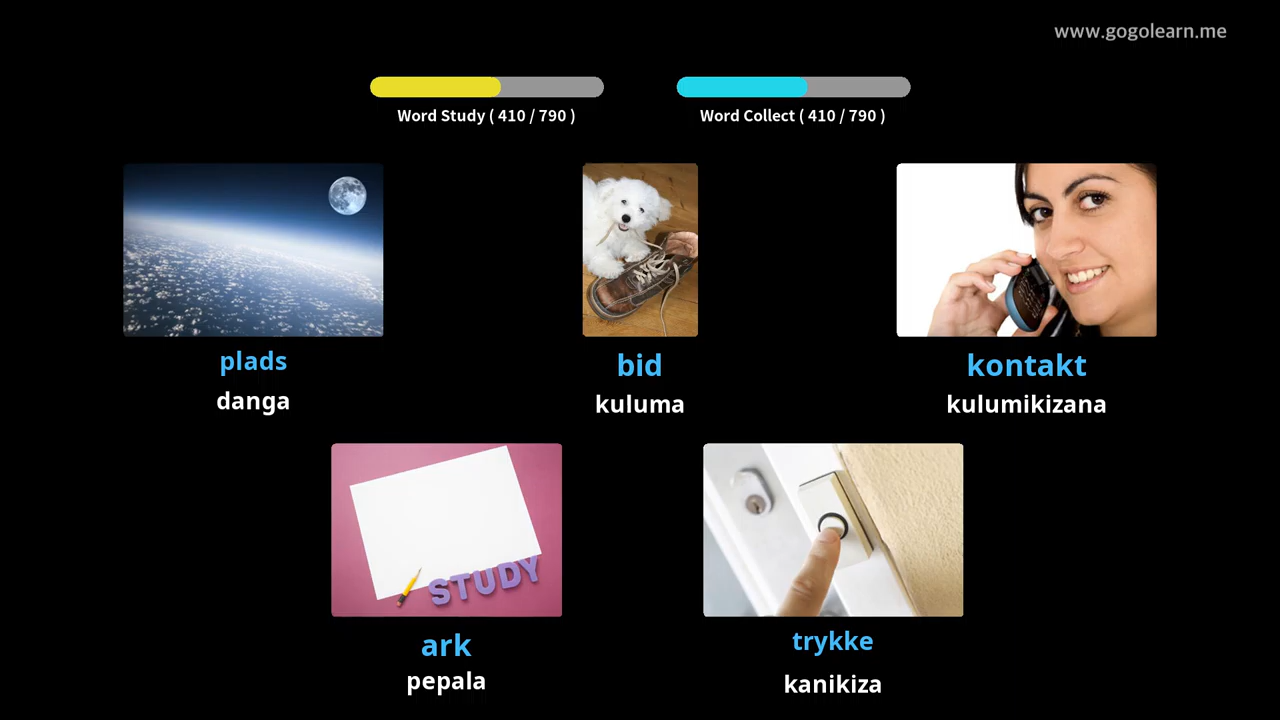 www.gogolearn.me
Word Study ( 410 / 790 )
Word Collect ( 410 / 790 )
plads
danga
bid
kuluma
kontakt
kulumikizana
STUDY
ark
pepala
trykke
kanikiza